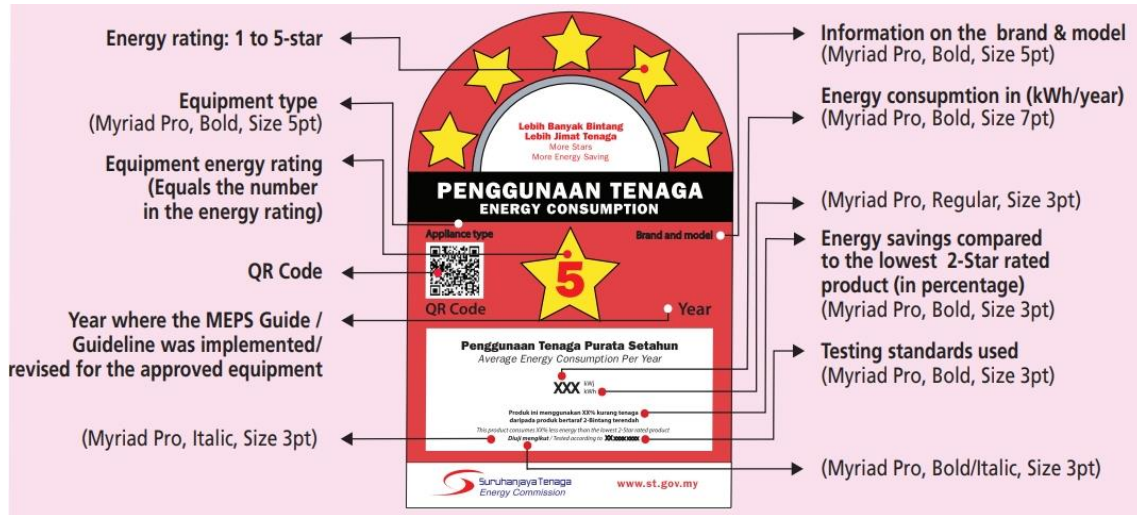 Energy rating: 1 to 5-star
Equipment type
(Myriad Pro, Bold, Size 5pt)
Equipment energy rating
(Equals the number
in the energy rating)
QR Code
Year where the MEPS Guide /
Guideline was implemented/
revised for the approved equipment
(Myriad Pro, Italic, Size 3pt)
Lebih Banyak Bintang
Lebih Jimat Tenaga
More Stars
More Energy Saving
PENGGUNAAN TENAGA
ENERGY CONSUMPTION
Appliance type
Brand and model
5
QR Code
Year
Penggunaan Tenaga Purata Setahun
Average Energy Consumption Per Year
XXX kWj
kWh
Produk ini menggunakan XX% kurang tenaga
daripada produk bertaraf 2-Bintang terendah
This product consumes XX% less energy than the lowest 2-Star rated product
Diuji mengikut / Tested according to
Suruhanjaya Tenaga
Energy Commission
www.st.gov.my
Information on the brand & model
(Myriad Pro, Bold, Size 5pt)
Energy consupmtion in (kWh/year)
(Myriad Pro, Bold, Size 7pt)
(Myriad Pro, Regular, Size 3pt)
Energy savings compared
to the lowest 2-Star rated
product (in percentage)
(Myriad Pro, Bold, Size 3pt)
Testing standards used
(Myriad Pro, Bold, Size 3pt)
(Myriad Pro, Bold/Italic, Size 3pt)